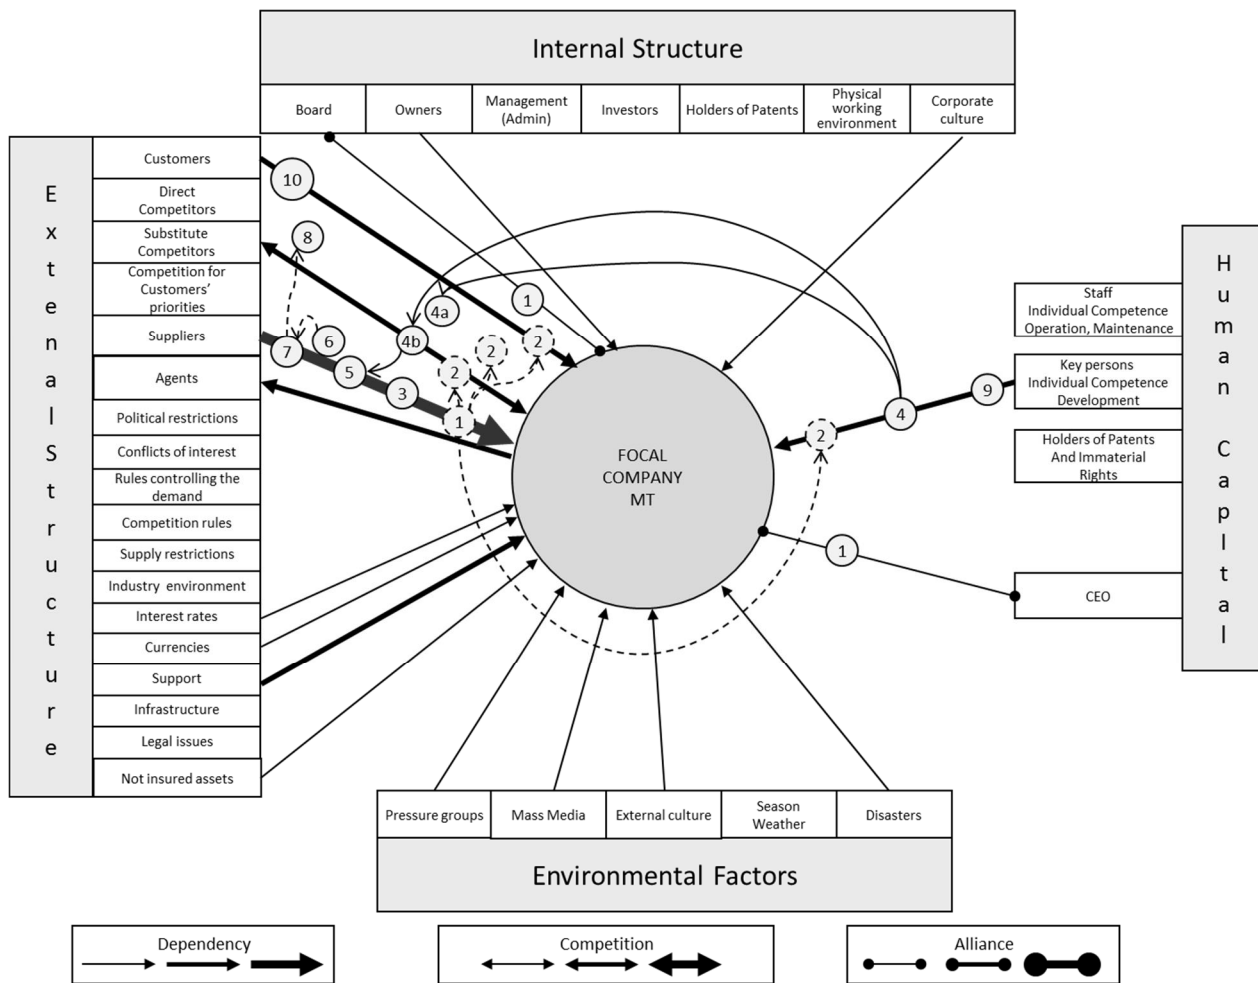 Internal Structure
Board
Owners
Management
(Admin)
Investors
Holders of Patents
Physical
working
environment
Corporate
culture
E
x
t
e
n
a
l
S
t
r
u
c
t
u
r
e
Customers
Direct
Competitors
Substitute
Competitors
Competition for
Customers'
priorities
Suppliers
Agents
Political restrictions
Conflicts of interest
Rules controlling the
demand
Competition rules
Supply restrictions
Industry environment
Interest rates
Currencies
Support
Infrastructure
Legal issues
Not insured assets
10
8
1
4a
6
4b
2
2
7
5
2
3
1
FOCAL
COMPANY
MT
9
4
2
1
Staff
Individual Competence
Operation, Maintenance
Key persons
Individual Competence
Development
Holders of Patents
And Immaterial
Rights
CEO
H
u
m
a
n
C
a
p
I
t
a
l
Pressure groups
Mass Media
External culture
Season
Weather
Disasters
Environmental Factors
Dependency
Competition
Alliance